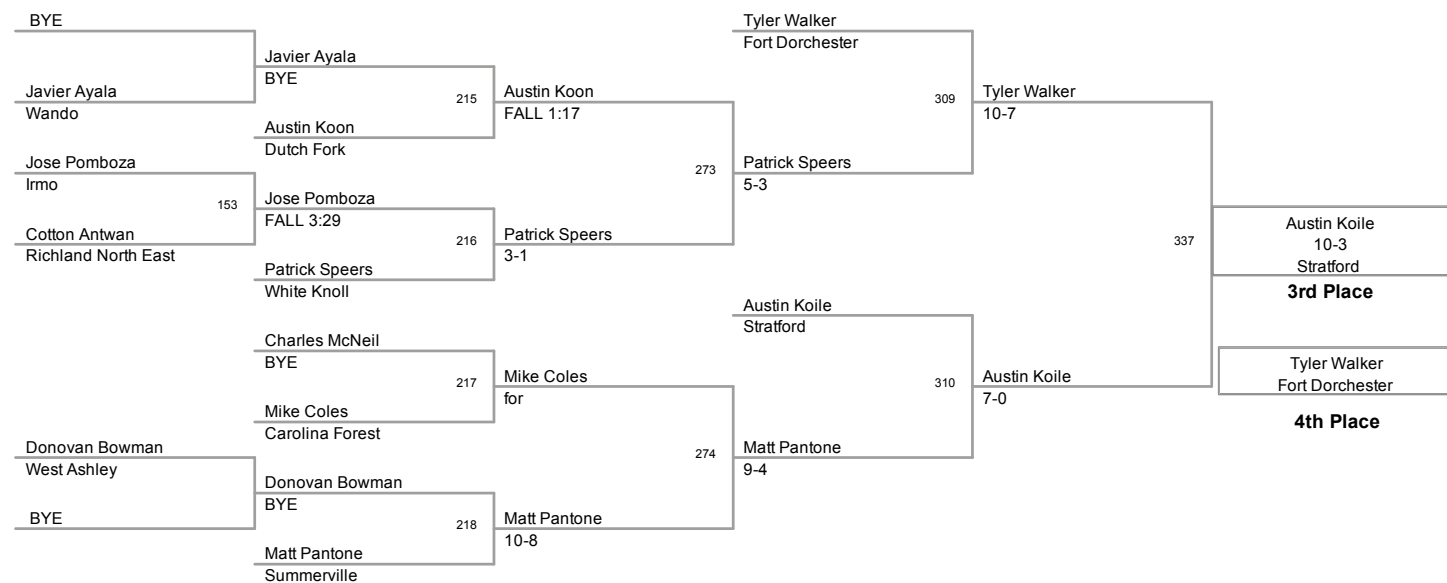 BYE
Javier Ayala
Wando
Jose Pomboza
Irmo
153
Cotton Antwan
Richland North East
Donovan Bowman
West Ashley
BYE
Javier Ayala
BYE
215
Austin Koon
Dutch Fork
Jose Pomboza
FALL 3:29
216
Patrick Speers
White Knoll
Charles McNeil
BYE
217
Mike Coles
Carolina Forest
Donovan Bowman
BYE
218
Matt Pantone
Summerville
Austin Koon
FALL 1:17
273
Patrick Speers
3-1
Mike Coles
for
274
Matt Pantone
10-8
Tyler Walker
Fort Dorchester
309
Patrick Speers
5-3
Austin Koile
Stratford
310
Matt Pantone
9-4
Tyler Walker
10-7
337
Austin Koile
7-0
Austin Koile
10-3
Stratford
3rd Place
Tyler Walker
Fort Dorchester
4th Place